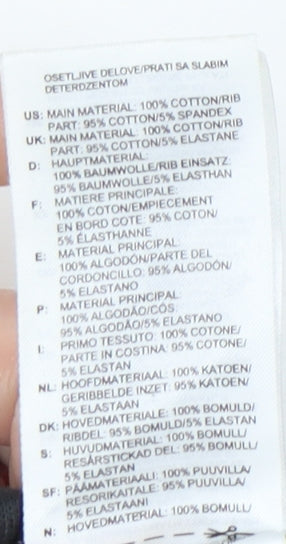 OSETLJIVE DELOVE/PRATI SA SLABIM
DETERDZENTOM
US: MAIN MATERIAL: 100% COTTON/RIB
PART: 95% COTTON/5% SPANDEX
UK: MAIN MATERIAL: 100% COTTON/RIB
PART: 95% COTTON/5% ELASTANE
D: HAUPTMATERIAL:
100% BAUMWOLLE/RIB EINSATZ:
95% BAUMWOLLE/5% ELASTHAN
F: MATIERE PRINCIPALE:
100% COTON/EMPIECEMENT
EN BORD COTE: 95% COTON/
5% ÉLASTHANNE
E: MATERIAL PRINCIPAL:
100% ALGODÓN/PARTE DEL
CORDONCILLO: 95% ALGODÓN/
5% ELASTANO
P: MATERIAL PRINCIPAL:
100% ALGODÃO/CÓS:
95% ALGODÃO/5% ELASTANO
I: PRIMO TESSUTO: 100% COTONE/
PARTE IN COSTINA: 95% COTONE/
5% ELASTAN
NL: HOOFDMATERIAAL: 100% KATOEN/
GERIBBELDE INZET: 95% KATOEN/
5% ELASTAAN
DK: HOVEDMATERIALE: 100% BOMULD/
RIBDEL: 95% BOMULD/5% ELASTAN
S: HUVUDMATERIAL: 100% BOMULL/
RESÅRSTICKAD DEL: 95% BOMULL/
5% ELASTAN
SF: PÄÄMATERIAALI: 100% PUUVILLA/
RESORIKAITALE: 95% PUUVILLA/
5% ELASTAANI
N: HOVEDMATERIAL: 100% BOMULL/